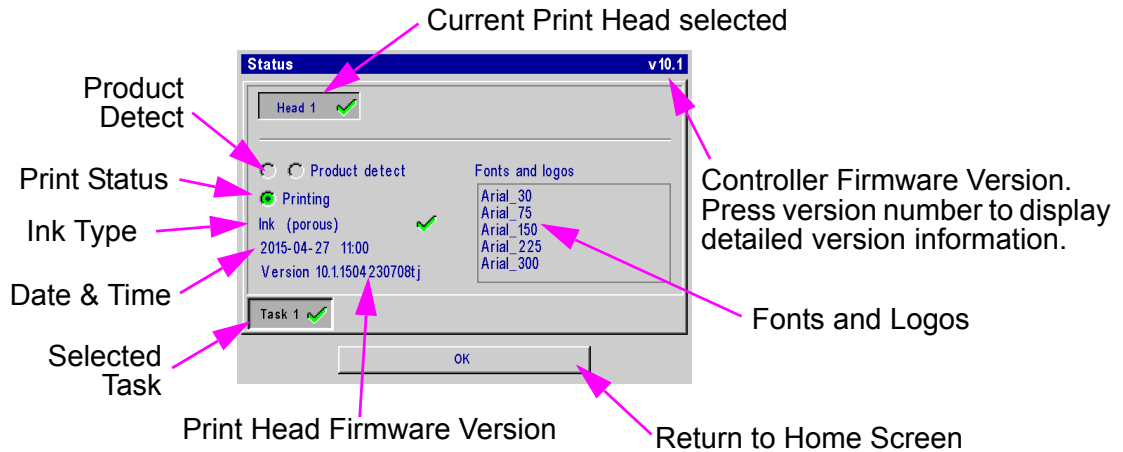 Current Print Head selected
Status v10.1
Product
Detect
Head 1
Product detect
Fonts and logos
Print Status
Printing
Arial_30
Arial_75
Arial_150
Arial_225
Arial_300
Controller Firmware Version.
Press version number to display
detailed version information.
Ink Type
Ink (porous)
2015-04-27 11:00
Date & Time
Version 10.1.1504230708tj
Task 1
Fonts and Logos
Selected
Task
OK
Print Head Firmware Version
Return to Home Screen